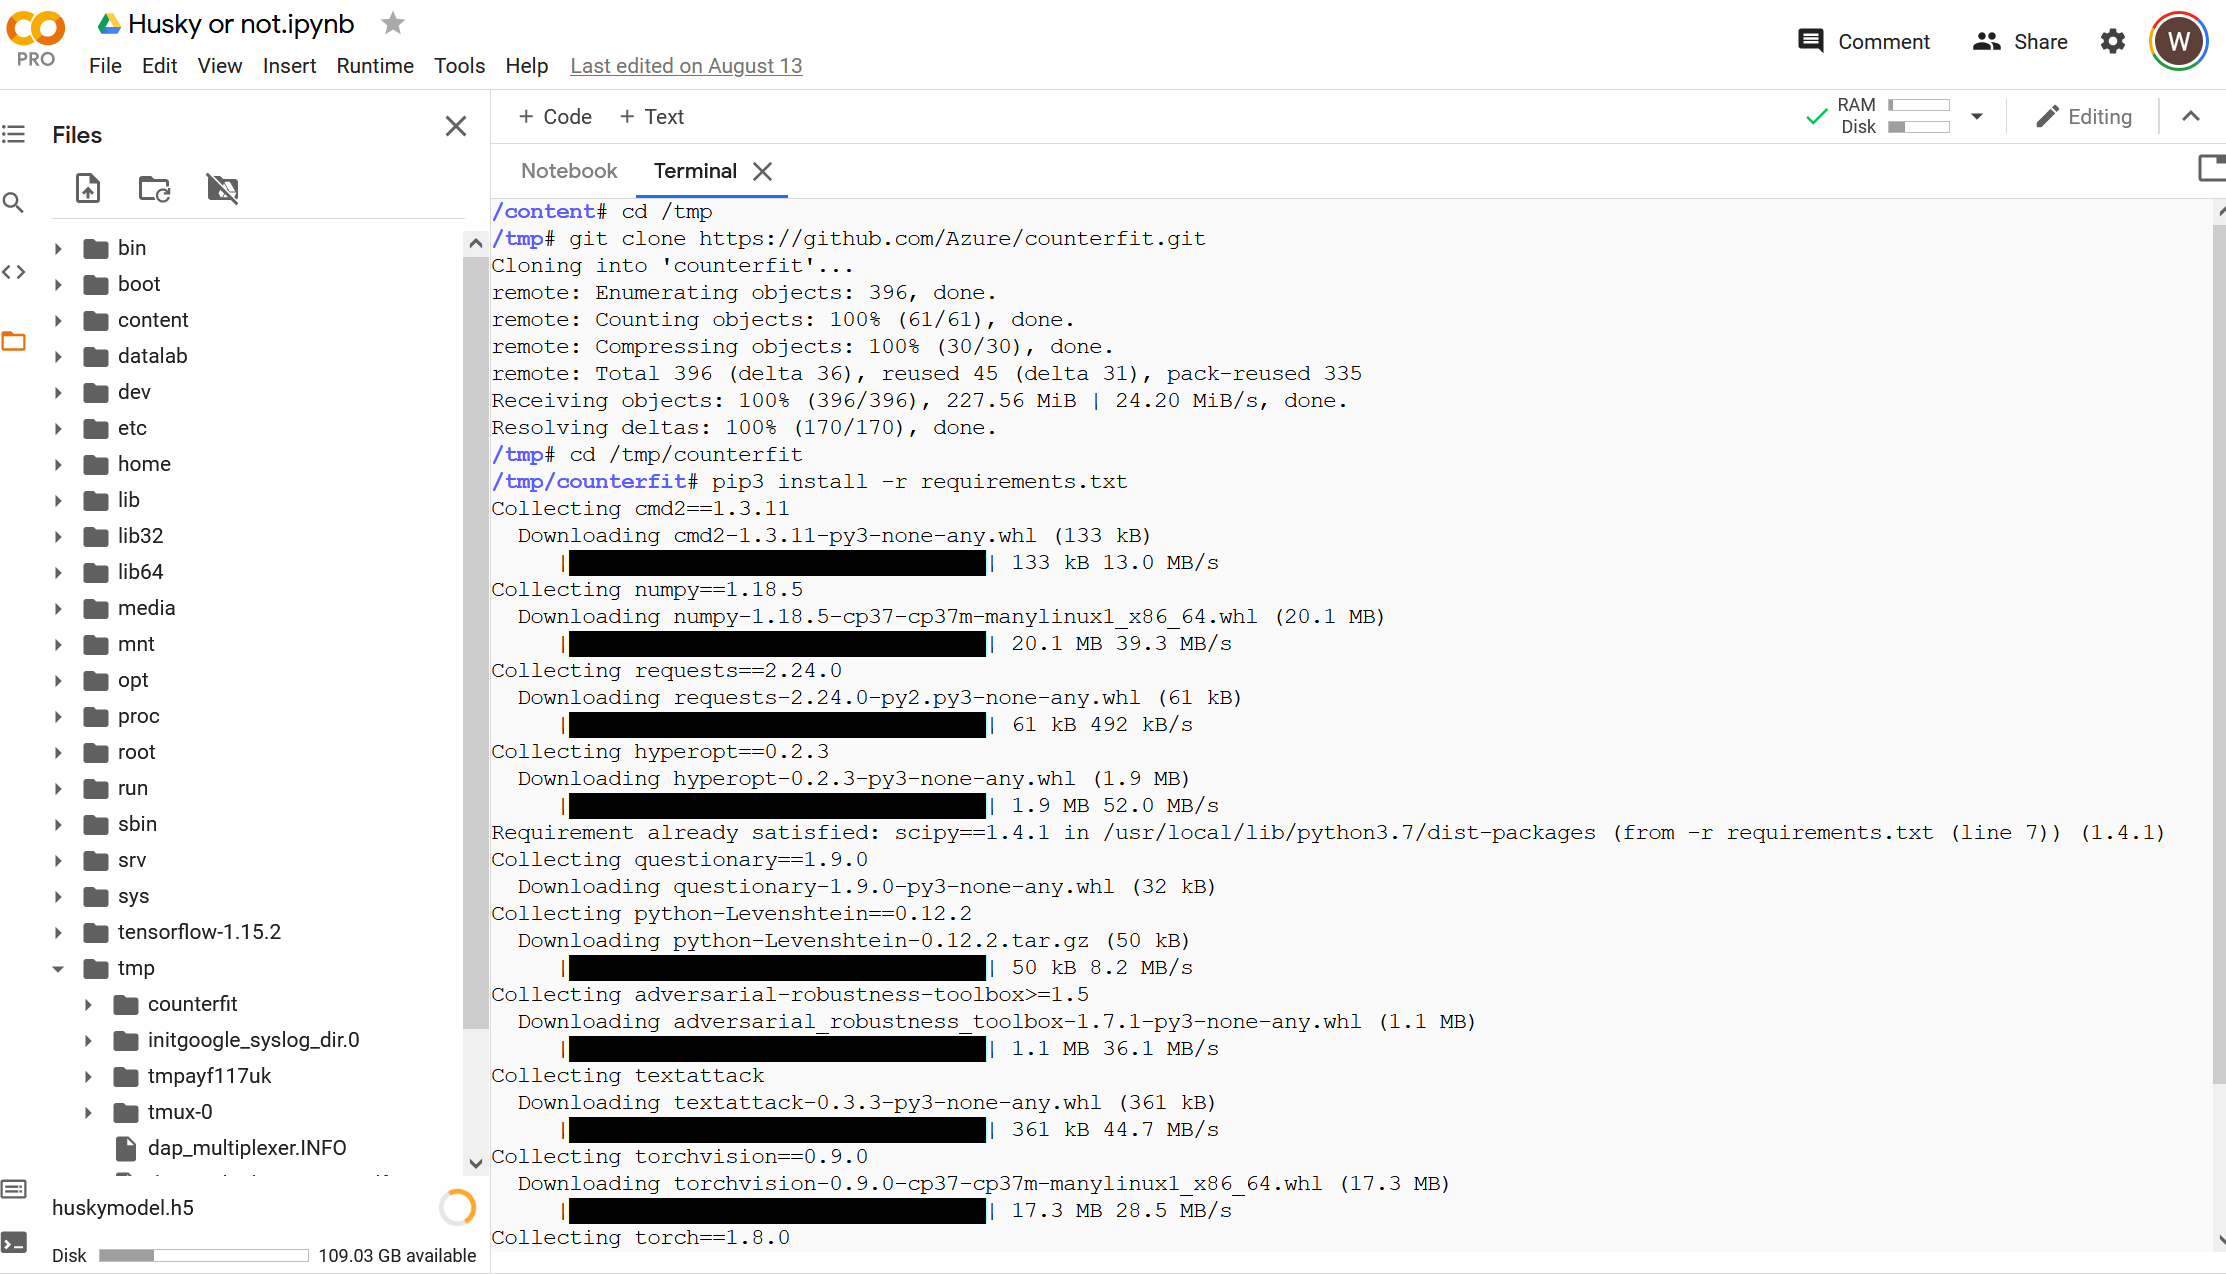 Husky or not.ipynb
PRO
File Edit View Insert Runtime Tools Help Last edited on August 13
Comment
Share
W
Files
+ Code + Text
RAM
Disk
Editing
Notebook Terminal
bin
boot
content
datalab
dev
etc
home
lib
lib32
lib64
media
mnt
opt
proc
root
run
sbin
srv
sys
tensorflow-1.15.2
tmp
counterfit
initgoogle_syslog_dir.0
tmpayf117uk
tmux-0
dap_multiplexer.INFO
huskymodel.h5
Disk 109.03 GB available
/content# cd /tmp
/tmp# git clone https://github.com/Azure/counterfit.git
Cloning into 'counterfit'...
remote: Enumerating objects: 396, done.
remote: Counting objects: 100% (61/61), done.
remote: Compressing objects: 100% (30/30), done.
remote: Total 396 (delta 36), reused 45 (delta 31), pack-reused 335
Receiving objects: 100% (396/396), 227.56 MiB | 24.20 MiB/s, done.
Resolving deltas: 100% (170/170), done.
/tmp# cd /tmp/counterfit
/tmp/counterfit# pip3 install -r requirements.txt
Collecting cmd2==1.3.11
Downloading cmd2-1.3.11-py3-none-any.whl (133 kB)
| | 133 kB 13.0 MB/s
Collecting numpy==1.18.5
Downloading numpy-1.18.5-cp37-cp37m-manylinux1_x86_64.whl (20.1 MB)
| | 20.1 MB 39.3 MB/s
Collecting requests==2.24.0
Downloading requests-2.24.0-py2.py3-none-any.whl (61 kB)
| | 61 kB 492 kB/s
Collecting hyperopt==0.2.3
Downloading hyperopt-0.2.3-py3-none-any.whl (1.9 MB)
| | 1.9 MB 52.0 MB/s
Requirement already satisfied: scipy==1.4.1 in /usr/local/lib/python3.7/dist-packages (from -r requirements.txt (line 7)) (1.4.1)
Collecting questionary==1.9.0
Downloading questionary-1.9.0-py3-none-any.whl (32 kB)
Collecting python-Levenshtein==0.12.2
Downloading python-Levenshtein-0.12.2.tar.gz (50 kB)
| | 50 kB 8.2 MB/s
Collecting adversarial-robustness-toolbox>=1.5
Downloading adversarial_robustness_toolbox-1.7.1-py3-none-any.whl (1.1 MB)
| | 1.1 MB 36.1 MB/s
Collecting textattack
Downloading textattack-0.3.3-py3-none-any.whl (361 kB)
| | 361 kB 44.7 MB/s
Collecting torchvision==0.9.0
Downloading torchvision-0.9.0-cp37-cp37m-manylinux1_x86_64.whl (17.3 MB)
| | 17.3 MB 28.5 MB/s
Collecting torch==1.8.0